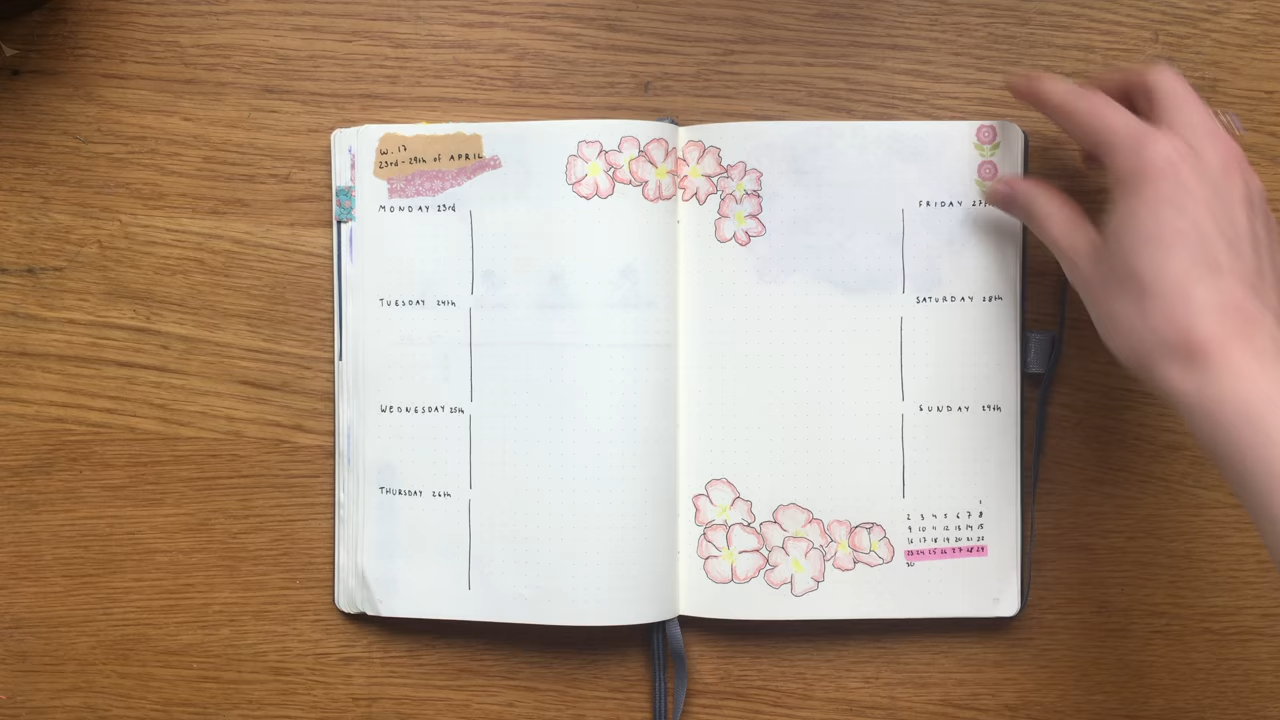 W. 17
23rd - 29th of APRIL
MONDAY 23rd
TUESDAY 24th
WEDNESDAY 25th
THURSDAY 26th
FRIDAY 27th
SATURDAY 28th
SUNDAY 29th
1
2 3 4 5 6 7 8
9 10 11 12 13 14 15
16 17 18 19 20 21 22
23 24 25 26 27 28 29
30